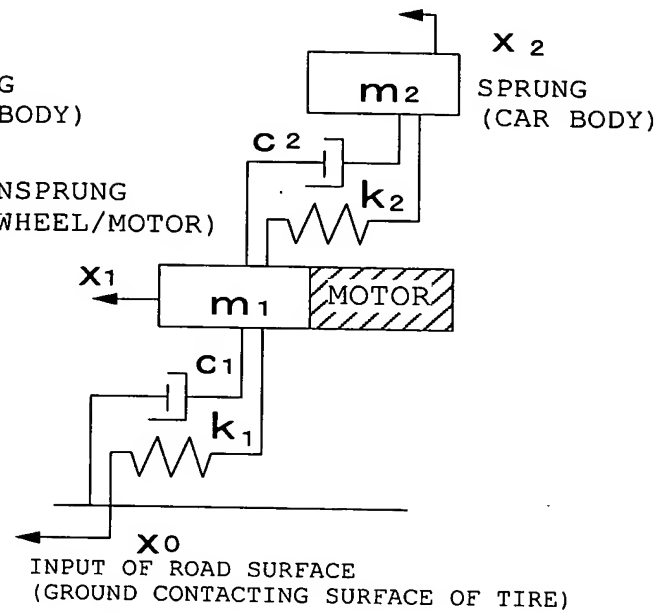 x2
G
BODY)
m2
SPRUNG
(CAR BODY)
c2
NSPRUNG
WHEEL/MOTOR)
k2
x1
m1
MOTOR
c1
k1
x0
INPUT OF ROAD SURFACE
(GROUND CONTACTING SURFACE OF TIRE)